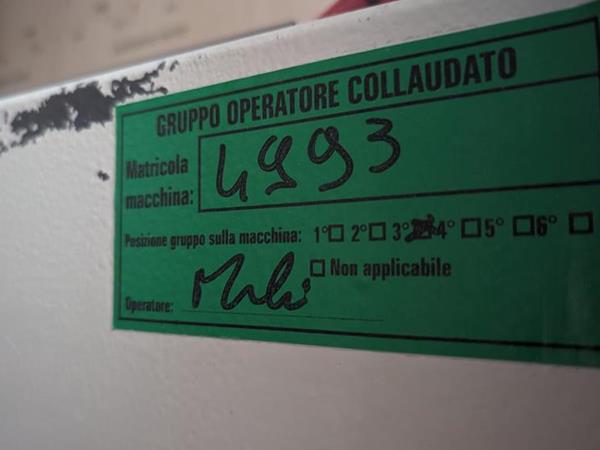 GRUPPO OPERATORE COLLAUDATO
Matricola macchina: 4993
Posizione gruppo sulla macchina: 1° 2° 3° 4° 5° 6°
Non applicabile
Operatore: